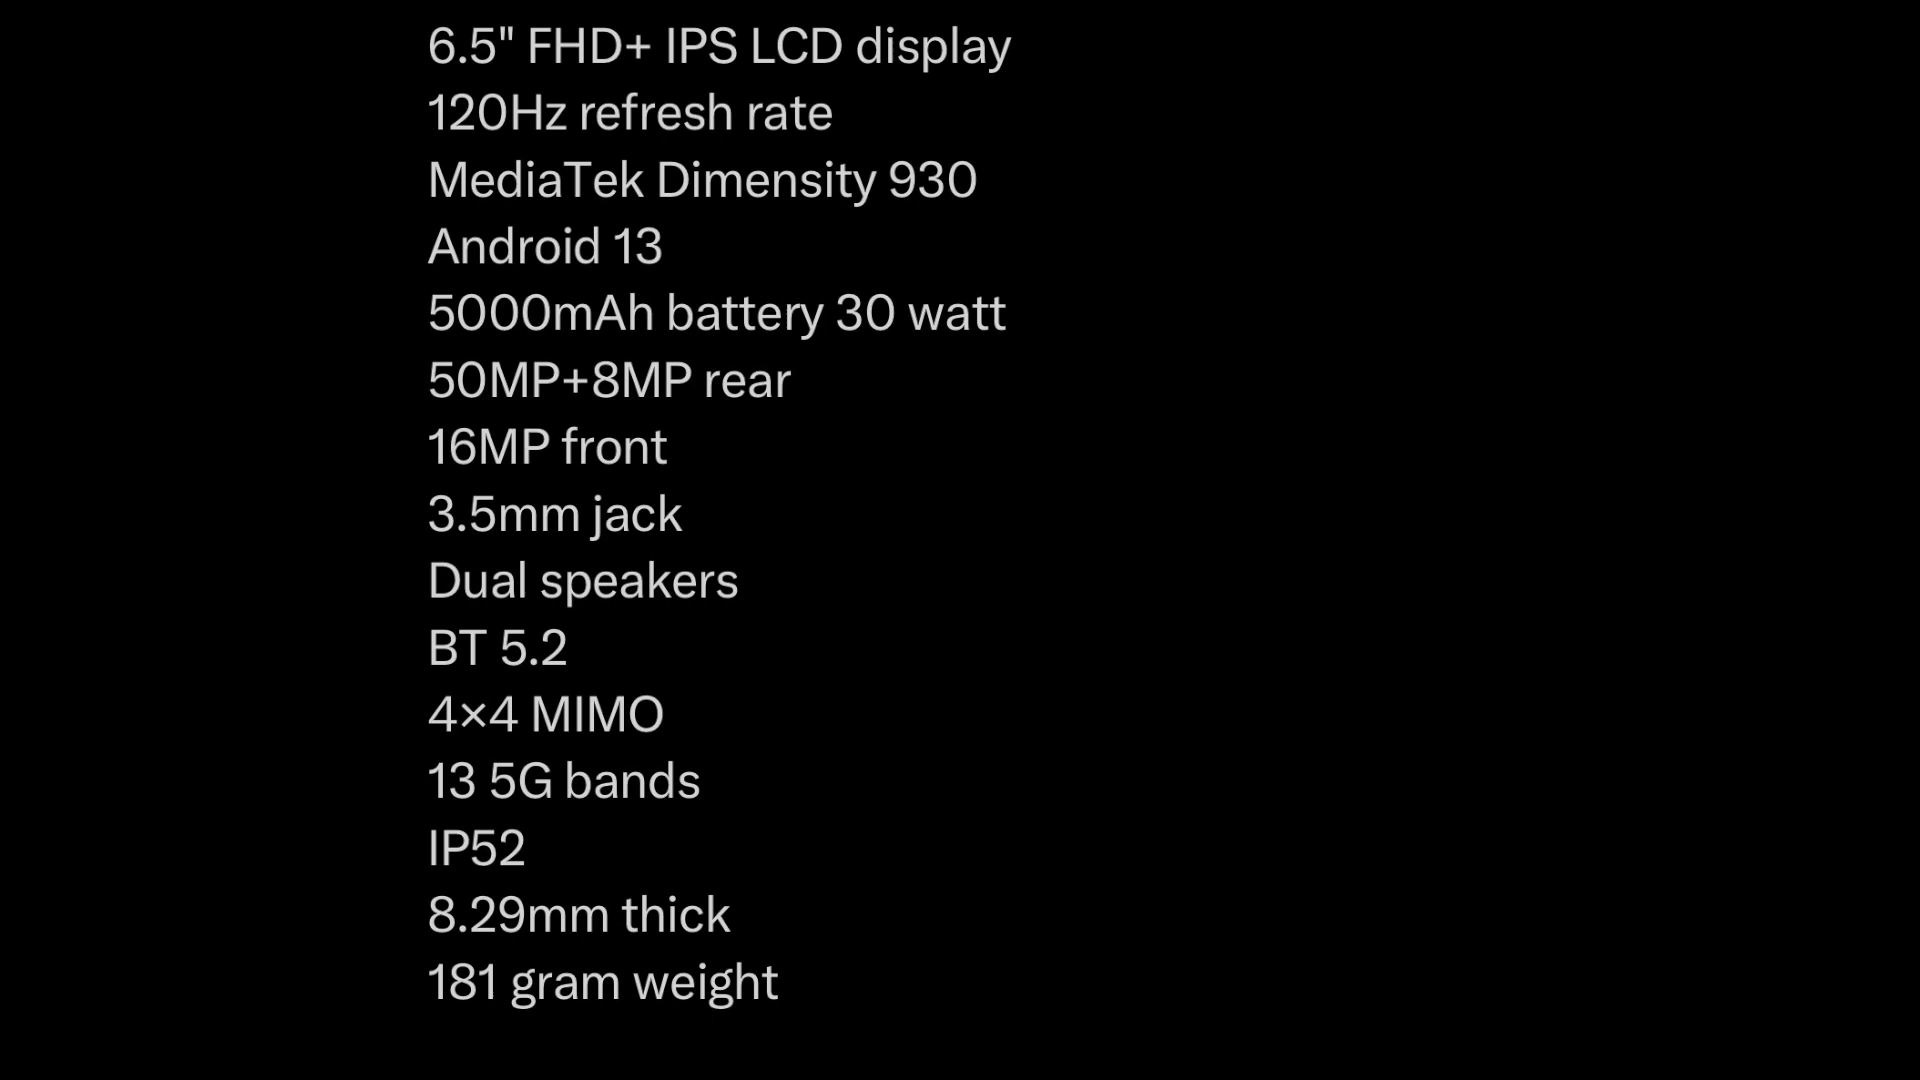 6.5" FHD+ IPS LCD display
120Hz refresh rate
MediaTek Dimensity 930
Android 13
5000mAh battery 30 watt
50MP+8MP rear
16MP front
3.5mm jack
Dual speakers
BT 5.2
4×4 MIMO
13 5G bands
IP52
8.29mm thick
181 gram weight